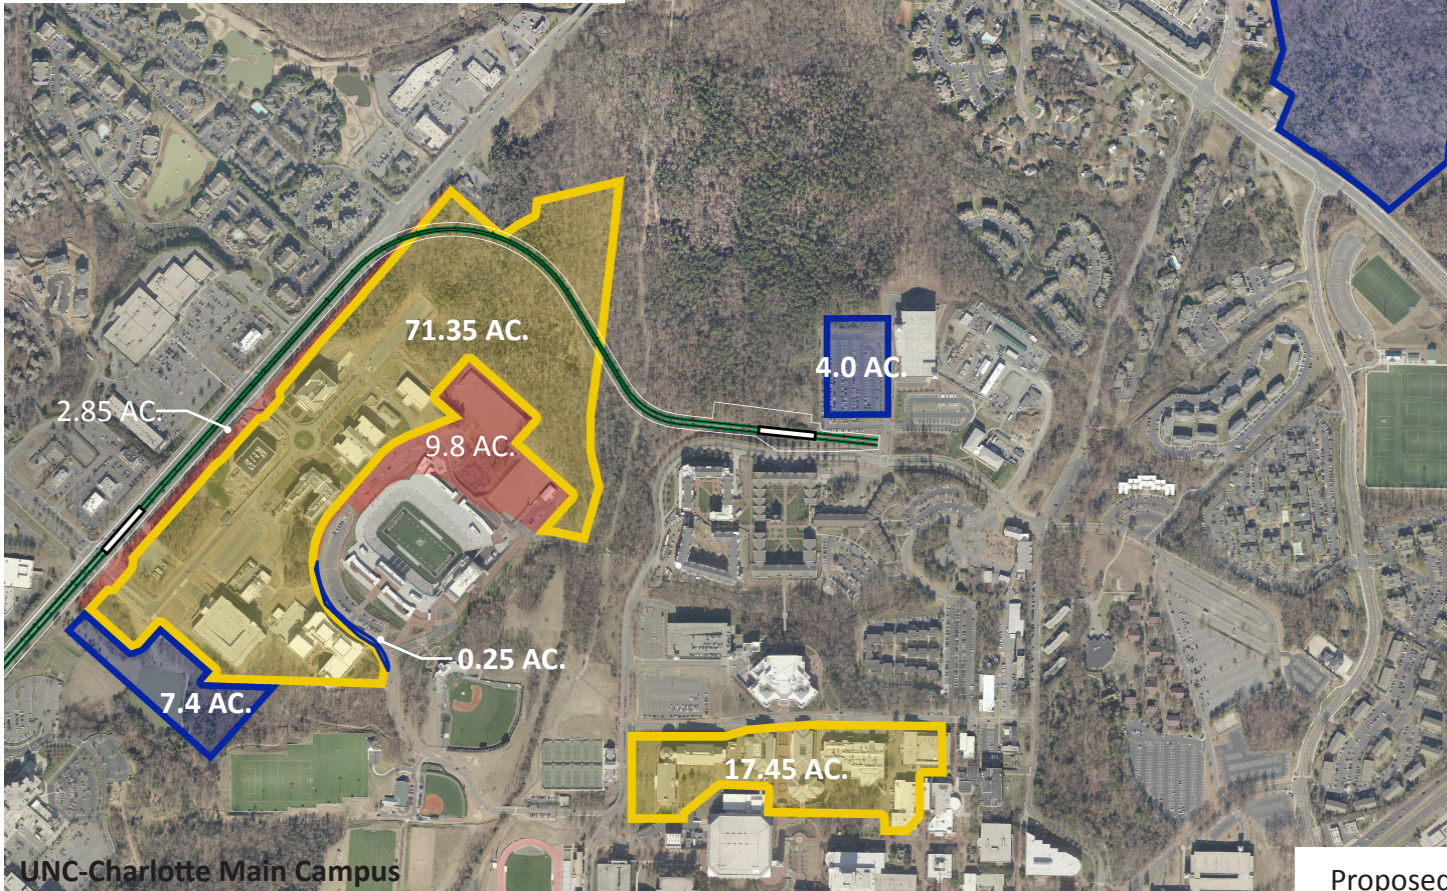 71.35 AC.
4.0 AC.
2.85 AC.
9.8 AC.
0.25 AC.
7.4 AC.
17.45 AC.
UNC-Charlotte Main Campus
Proposed